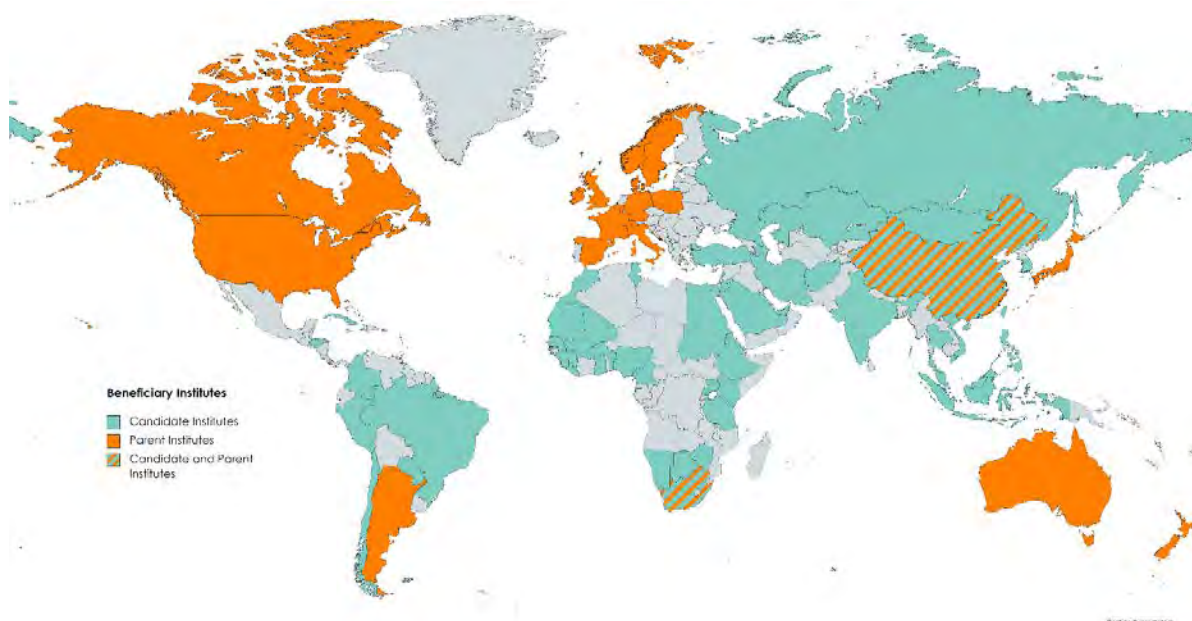 Beneficiary Institutes
Candidate Institutes
Parent Institutes
Candidate and Parent
Institutes